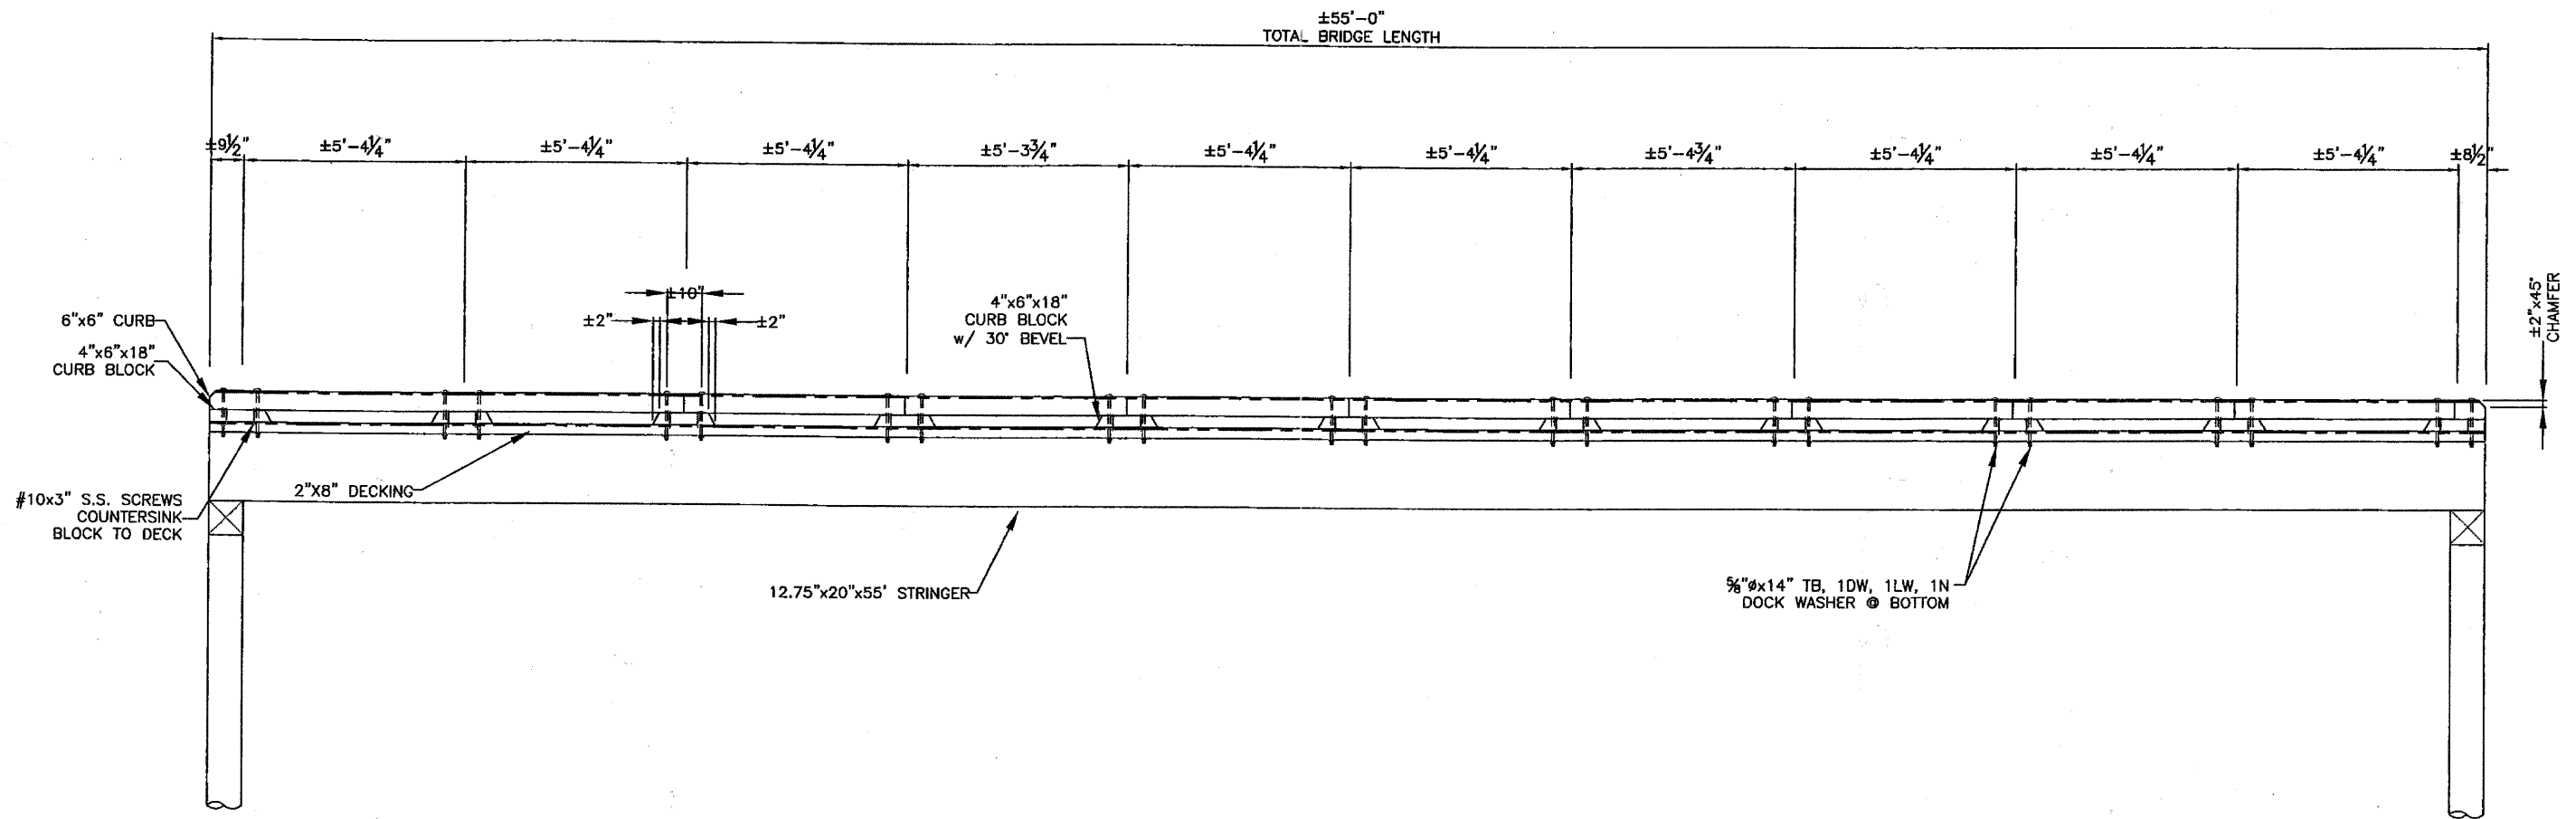 ±55'-0"
TOTAL BRIDGE LENGTH
±9½"
±5'-4¼"
±5'-4¼"
±5'-4¼"
±5'-3¾"
±5'-4¼"
±5'-4¼"
±5'-4¾"
±5'-4¼"
±5'-4¼"
±5'-4¼"
±8½"
±10"
±2"
±2"
6"x6" CURB
4"x6"x18"
CURB BLOCK
4"x6"x18"
CURB BLOCK
w/ 30° BEVEL
±2"x45°
CHAMFER
#10x3" S.S. SCREWS
COUNTERSINK
BLOCK TO DECK
2"X8" DECKING
12.75"x20"x55' STRINGER
⅝"øx14" TB, 1DW, 1LW, 1N
DOCK WASHER @ BOTTOM